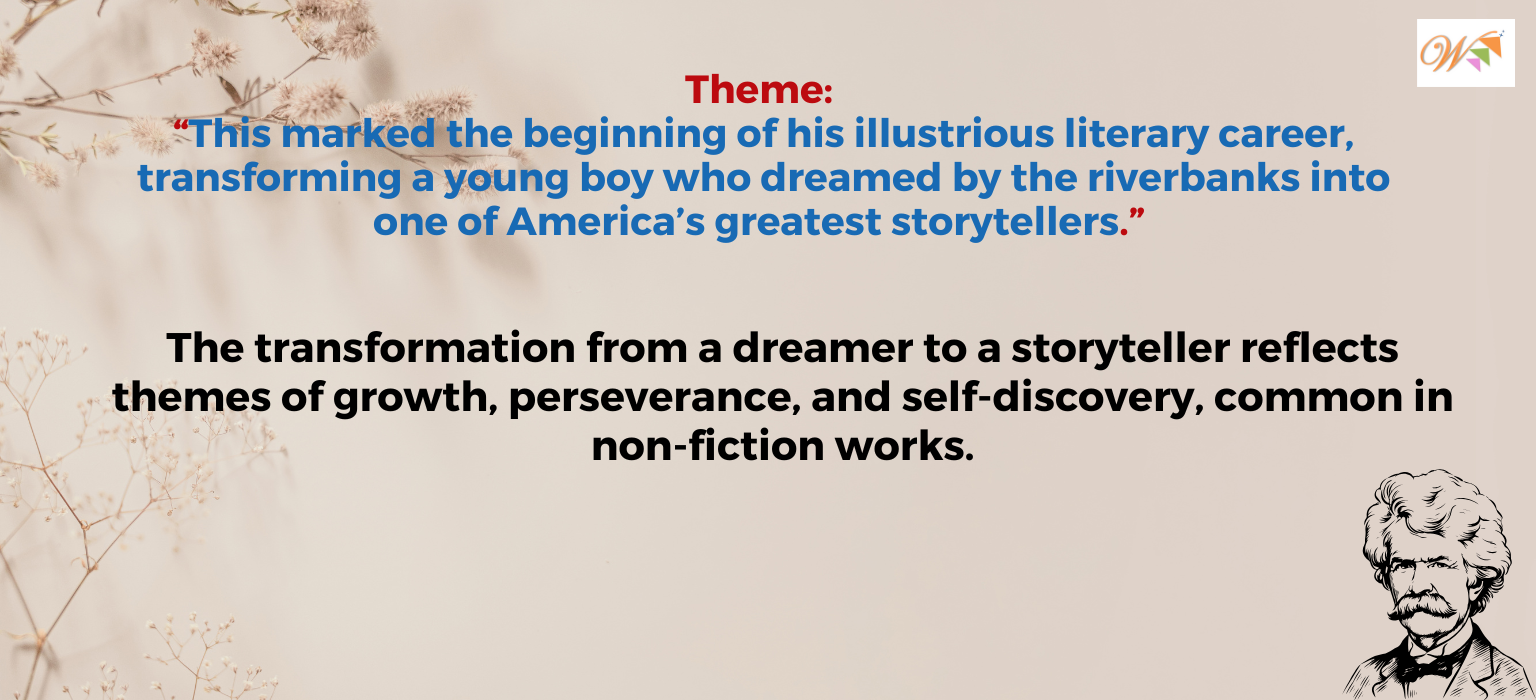 W
Theme:
“This marked the beginning of his illustrious literary career,
transforming a young boy who dreamed by the riverbanks into
one of America’s greatest storytellers.”
The transformation from a dreamer to a storyteller reflects
themes of growth, perseverance, and self-discovery, common in
non-fiction works.